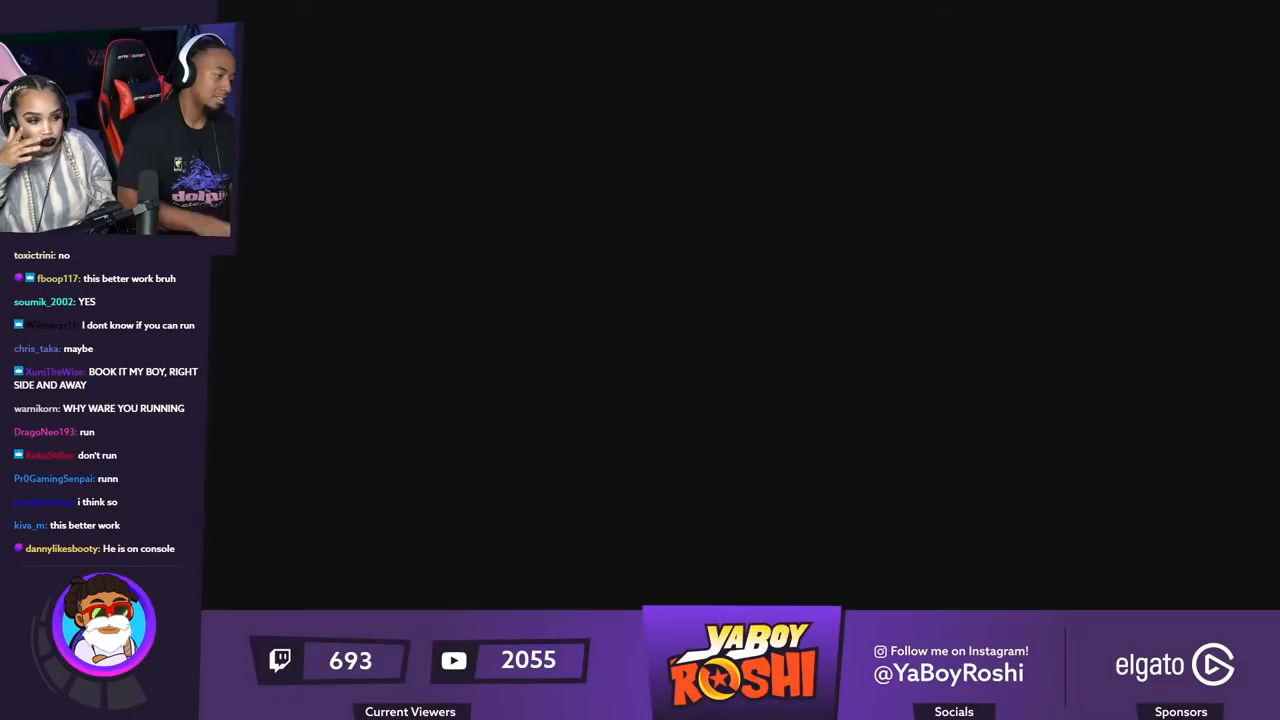 toxictrini: no
fboop117: this better work bruh
soumik_2002: YES
I dont know if you can run
chris_taka: maybe
XurnTheWise: BOOK IT MY BOY, RIGHT
SIDE AND AWAY
warnikorn: WHY WARE YOU RUNNING
DragoNeo193: run
don't run
Pr0GamingSenpai: runn
i think so
kiva_m: this better work
dannylikesbooty: He is on console
693
2055
Current Viewers
YABOY
ROSHI
Follow me on Instagram!
@YaBoyRoshi
Socials
elgato
Sponsors